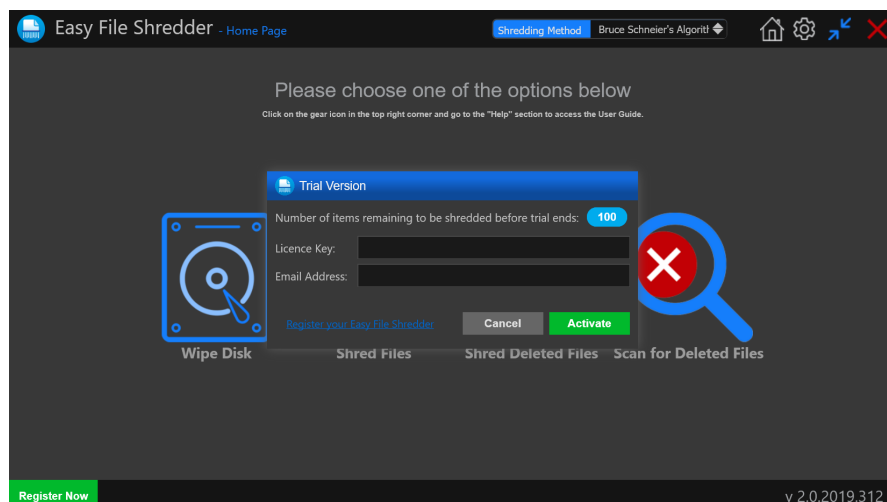 Easy File Shredder - Home Page
Shredding Method Bruce Schneier's Algorit
Please choose one of the options below
Click on the gear icon in the top right corner and go to the "Help" section to access the User Guide.
Trial Version
Number of items remaining to be shredded before trial ends: 100
Licence Key:
Email Address:
Register your Easy File Shredder Cancel Activate
Wipe Disk Shred Files Shred Deleted Files Scan for Deleted Files
Register Now v 2.0.2019.312